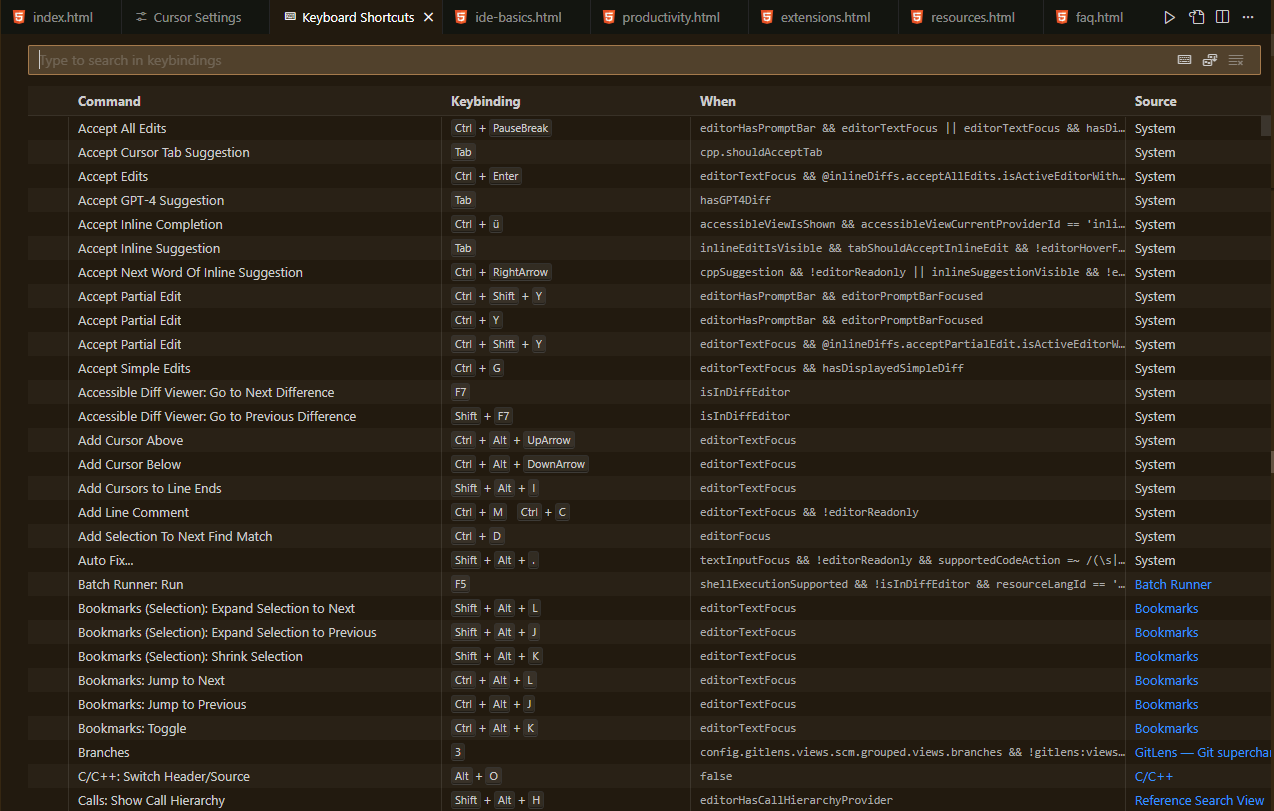 index.html Cursor Settings Keyboard Shortcuts ide-basics.html productivity.html extensions.html resources.html faq.html
Type to search in keybindings
Command Keybinding When Source
Accept All Edits Ctrl + PauseBreak editorHasPromptBar && editorTextFocus || editorTextFocus && hasDi… System
Accept Cursor Tab Suggestion Tab cpp.shouldAcceptTab System
Accept Edits Ctrl + Enter editorTextFocus && @inlineDiffs.acceptAllEdits.isActiveEditorWith… System
Accept GPT-4 Suggestion Tab hasGPT4Diff System
Accept Inline Completion Ctrl + ü accessibleViewIsShown && accessibleViewCurrentProviderId == 'inli… System
Accept Inline Suggestion Tab inlineEditIsVisible && tabShouldAcceptInlineEdit && !editorHoverF… System
Accept Next Word Of Inline Suggestion Ctrl + RightArrow cppSuggestion && !editorReadonly || inlineSuggestionVisible && !e… System
Accept Partial Edit Ctrl + Shift + Y editorHasPromptBar && editorPromptBarFocused System
Accept Partial Edit Ctrl + Y editorHasPromptBar && editorPromptBarFocused System
Accept Partial Edit Ctrl + Shift + Y editorTextFocus && @inlineDiffs.acceptPartialEdit.isActiveEditorW… System
Accept Simple Edits Ctrl + G editorTextFocus && hasDisplayedSimpleDiff System
Accessible Diff Viewer: Go to Next Difference F7 isInDiffEditor System
Accessible Diff Viewer: Go to Previous Difference Shift + F7 isInDiffEditor System
Add Cursor Above Ctrl + Alt + UpArrow editorTextFocus System
Add Cursor Below Ctrl + Alt + DownArrow editorTextFocus System
Add Cursors to Line Ends Shift + Alt + I editorTextFocus System
Add Line Comment Ctrl + M Ctrl + C editorTextFocus && !editorReadonly System
Add Selection To Next Find Match Ctrl + D editorFocus System
Auto Fix... Shift + Alt + . textInputFocus && !editorReadonly && supportedCodeAction =~ /(\s|… System
Batch Runner: Run F5 shellExecutionSupported && !isInDiffEditor && resourceLangId == '… Batch Runner
Bookmarks (Selection): Expand Selection to Next Shift + Alt + L editorTextFocus Bookmarks
Bookmarks (Selection): Expand Selection to Previous Shift + Alt + J editorTextFocus Bookmarks
Bookmarks (Selection): Shrink Selection Shift + Alt + K editorTextFocus Bookmarks
Bookmarks: Jump to Next Ctrl + Alt + L editorTextFocus Bookmarks
Bookmarks: Jump to Previous Ctrl + Alt + J editorTextFocus Bookmarks
Bookmarks: Toggle Ctrl + Alt + K editorTextFocus Bookmarks
Branches 3 config.gitlens.views.scm.grouped.views.branches && !gitlens:views… GitLens — Git superchar
C/C++: Switch Header/Source Alt + O false C/C++
Calls: Show Call Hierarchy Shift + Alt + H editorHasCallHierarchyProvider Reference Search View